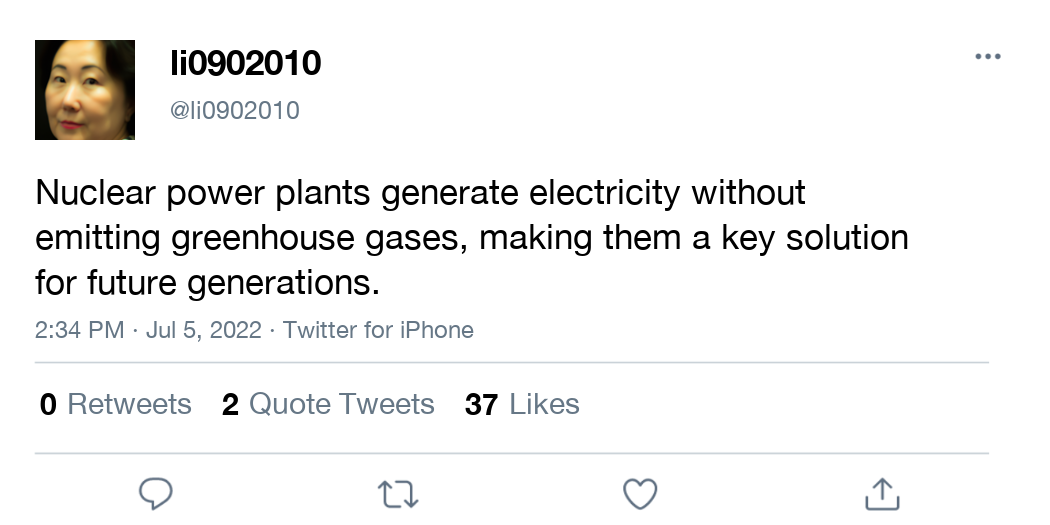 li0902010
@li0902010
Nuclear power plants generate electricity without
emitting greenhouse gases, making them a key solution
for future generations.
2:34 PM · Jul 5, 2022 · Twitter for iPhone
0 Retweets 2 Quote Tweets 37 Likes